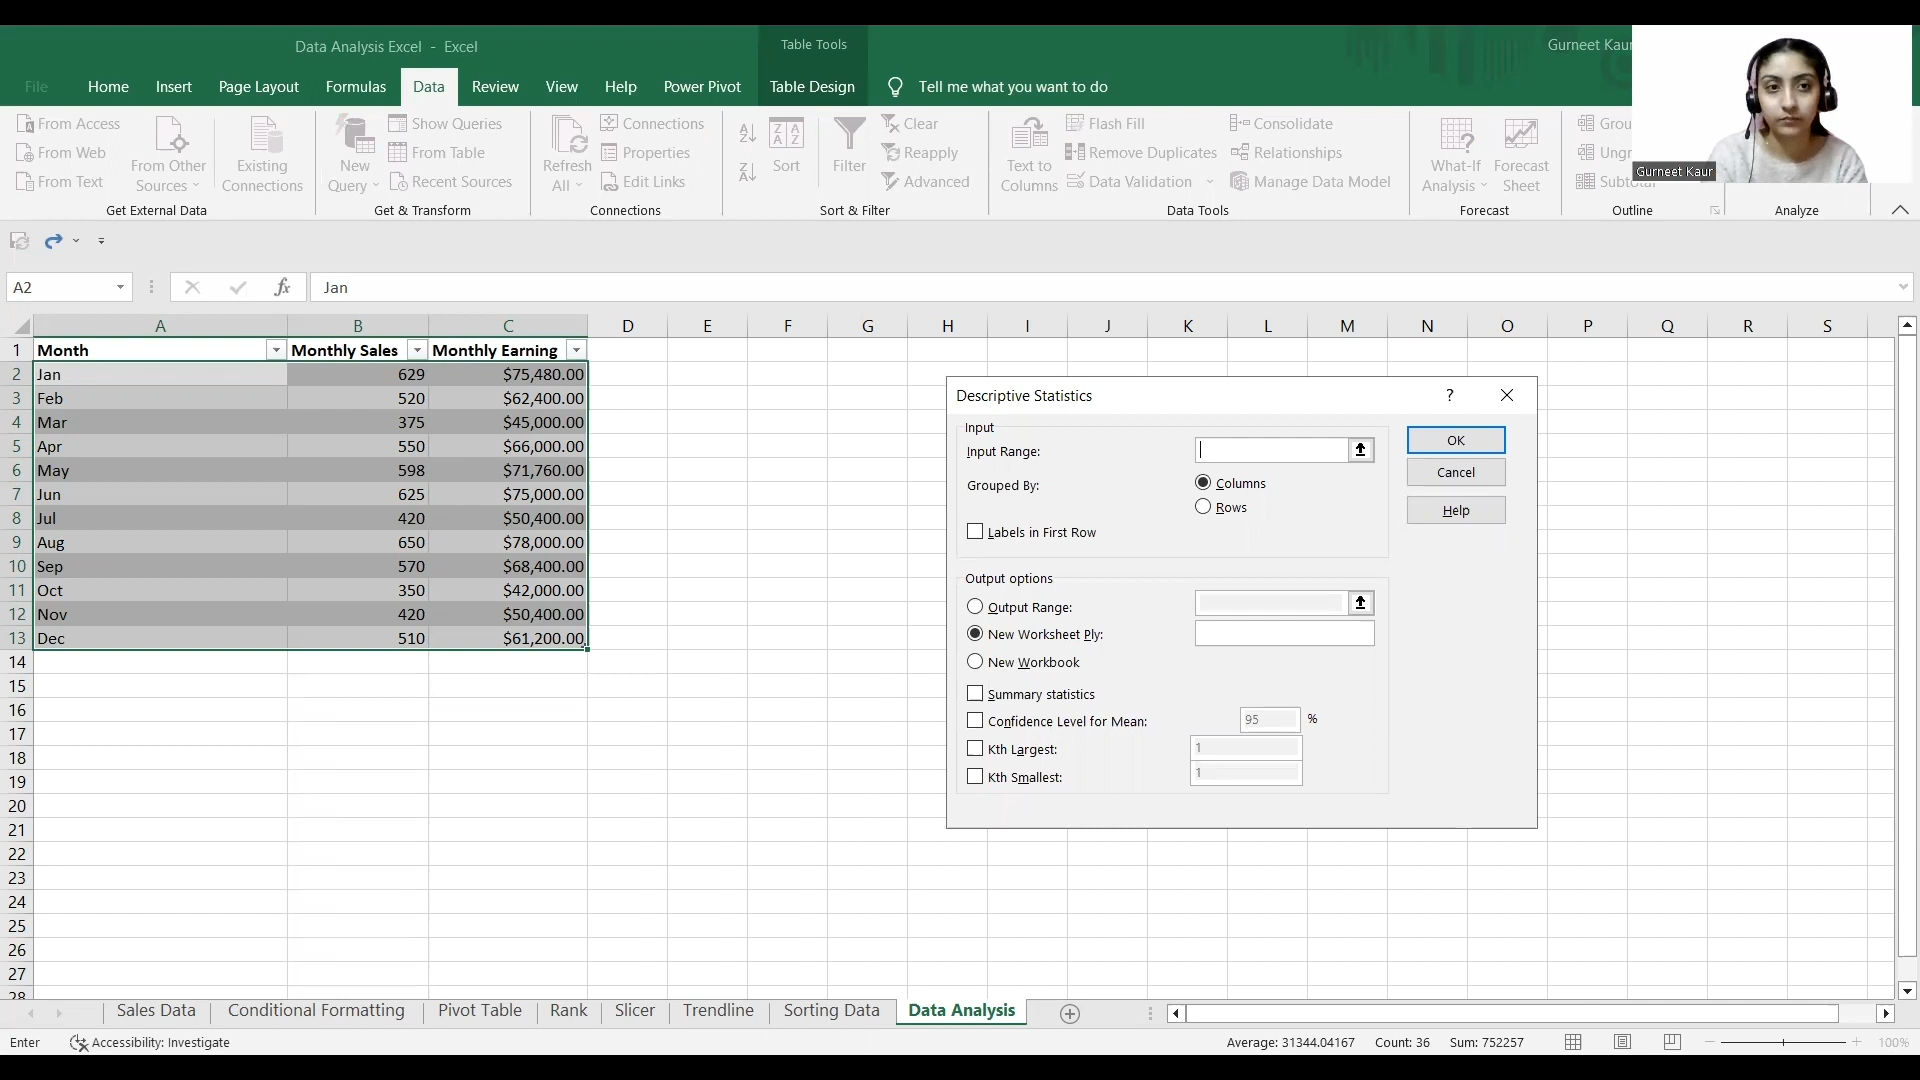 Data Analysis Excel - Excel
Table Tools
File
Home
Insert
Page Layout
Formulas
Data
Review
View
Help
Power Pivot
Table Design
Tell me what you want to do
Gurneet Kaur
From Access
From Web
From Text
From Other Sources
Existing Connections
Get External Data
New Query
Show Queries
From Table
Recent Sources
Get & Transform
Refresh All
Connections
Properties
Edit Links
Connections
Sort
Filter
Clear
Reapply
Advanced
Sort & Filter
Text to Columns
Flash Fill
Remove Duplicates
Data Validation
Consolidate
Relationships
Manage Data Model
Data Tools
What-If Analysis
Forecast Sheet
Forecast
Outline
Analyze
A2
fx
Jan
A B C D E F G H I J K L M N O P Q R S
1 Month Monthly Sales Monthly Earning
2 Jan 629 $75,480.00
3 Feb 520 $62,400.00
4 Mar 375 $45,000.00
5 Apr 550 $66,000.00
6 May 598 $71,760.00
7 Jun 625 $75,000.00
8 Jul 420 $50,400.00
9 Aug 650 $78,000.00
10 Sep 570 $68,400.00
11 Oct 350 $42,000.00
12 Nov 420 $50,400.00
13 Dec 510 $61,200.00
14
15
16
17
18
19
20
21
22
23
24
25
26
27
28
Descriptive Statistics ?
Input
Input Range:
Grouped By: Columns
Rows
Labels in First Row
OK
Cancel
Help
Output options
Output Range:
New Worksheet Ply:
New Workbook
Summary statistics
Confidence Level for Mean: 95 %
Kth Largest: 1
Kth Smallest: 1
Sales Data
Conditional Formatting
Pivot Table
Rank
Slicer
Trendline
Sorting Data
Data Analysis
Enter
Accessibility: Investigate
Average: 31344.04167 Count: 36 Sum: 752257
100%